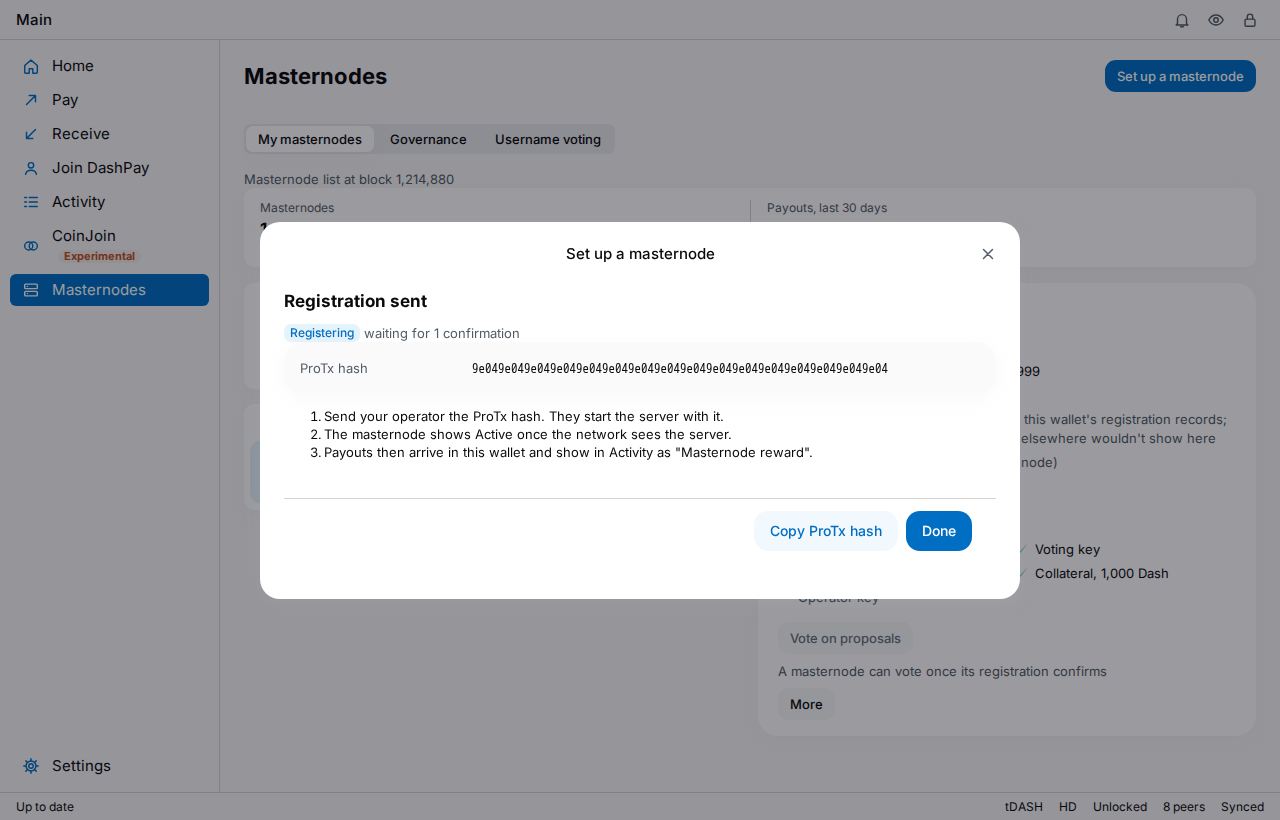 Main
Home
Pay
Receive
Join DashPay
Activity
CoinJoin
Experimental
Masternodes
Settings
Masternodes
Set up a masternode
My masternodes
Governance
Username voting
Masternode list at block 1,214,880
Masternodes
Payouts, last 30 days
Set up a masternode
Registration sent
Registering waiting for 1 confirmation
ProTx hash 9e049e049e049e049e049e049e049e049e049e049e049e049e049e049e049e04
1. Send your operator the ProTx hash. They start the server with it.
2. The masternode shows Active once the network sees the server.
3. Payouts then arrive in this wallet and show in Activity as "Masternode reward".
Copy ProTx hash
Done
999
this wallet's registration records;
elsewhere wouldn't show here
node)
Voting key
Collateral, 1,000 Dash
Operator key
Vote on proposals
A masternode can vote once its registration confirms
More
Up to date
tDASH HD Unlocked 8 peers Synced